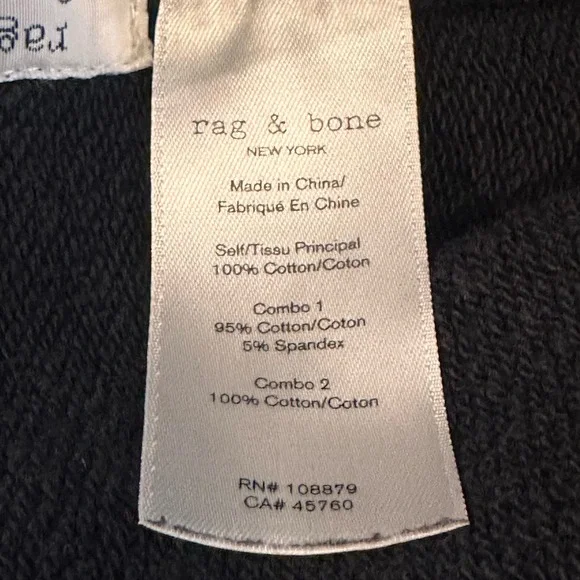 rag
rag & bone
NEW YORK
Made in China/
Fabriqué En Chine
Self/Tissu Principal
100% Cotton/Coton
Combo 1
95% Cotton/Coton
5% Spandex
Combo 2
100% Cotton/Coton
RN# 108879
CA# 45760